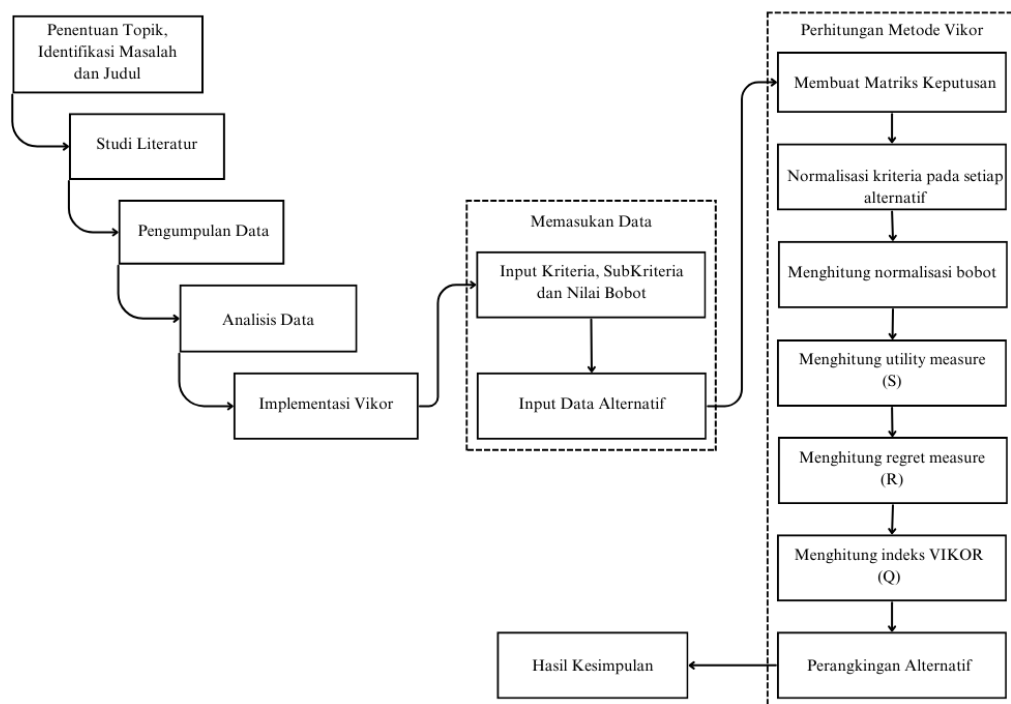 Penentuan Topik,
Identifikasi Masalah
dan Judul
Studi Literatur
Pengumpulan Data
Analisis Data
Implementasi Vikor
Memasukan Data
Input Kriteria, SubKriteria
dan Nilai Bobot
Input Data Alternatif
Perhitungan Metode Vikor
Membuat Matriks Keputusan
Normalisasi kriteria pada setiap
alternatif
Menghitung normalisasi bobot
Menghitung utility measure
(S)
Menghitung regret measure
(R)
Menghitung indeks VIKOR
(Q)
Perangkingan Alternatif
Hasil Kesimpulan